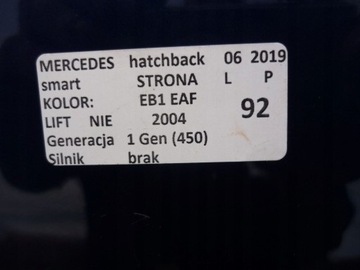 MERCEDES hatchback 06 2019
smart STRONA L P
KOLOR: EB1 EAF 92
LIFT NIE 2004
Generacja 1 Gen (450)
Silnik brak